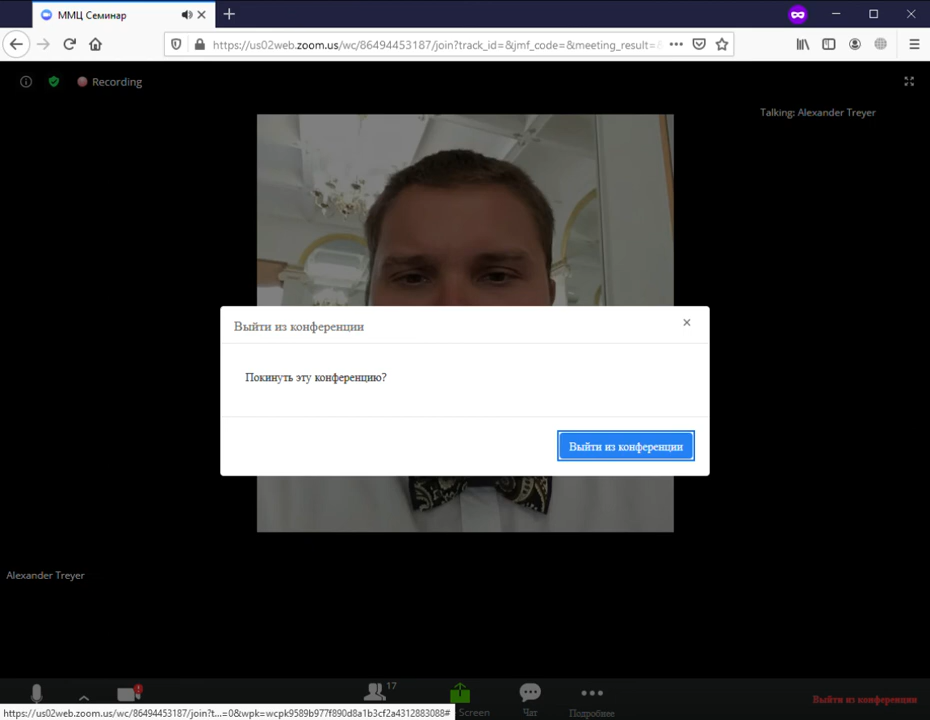 ММЦ Семинар
https://us02web.zoom.us/wc/86494453187/join?track_id=&jmf_code=&meeting_result=
Recording
Talking: Alexander Treyer
Выйти из конференции
Покинуть эту конференцию?
Выйти из конференции
Alexander Treyer
17
Выйти из конференции
Screen
Чат
Подробнее
https://us02web.zoom.us/wc/86494453187/join?t...=0&wpk=wcpk9589b977f890d8a1b3cf2a4312883088#